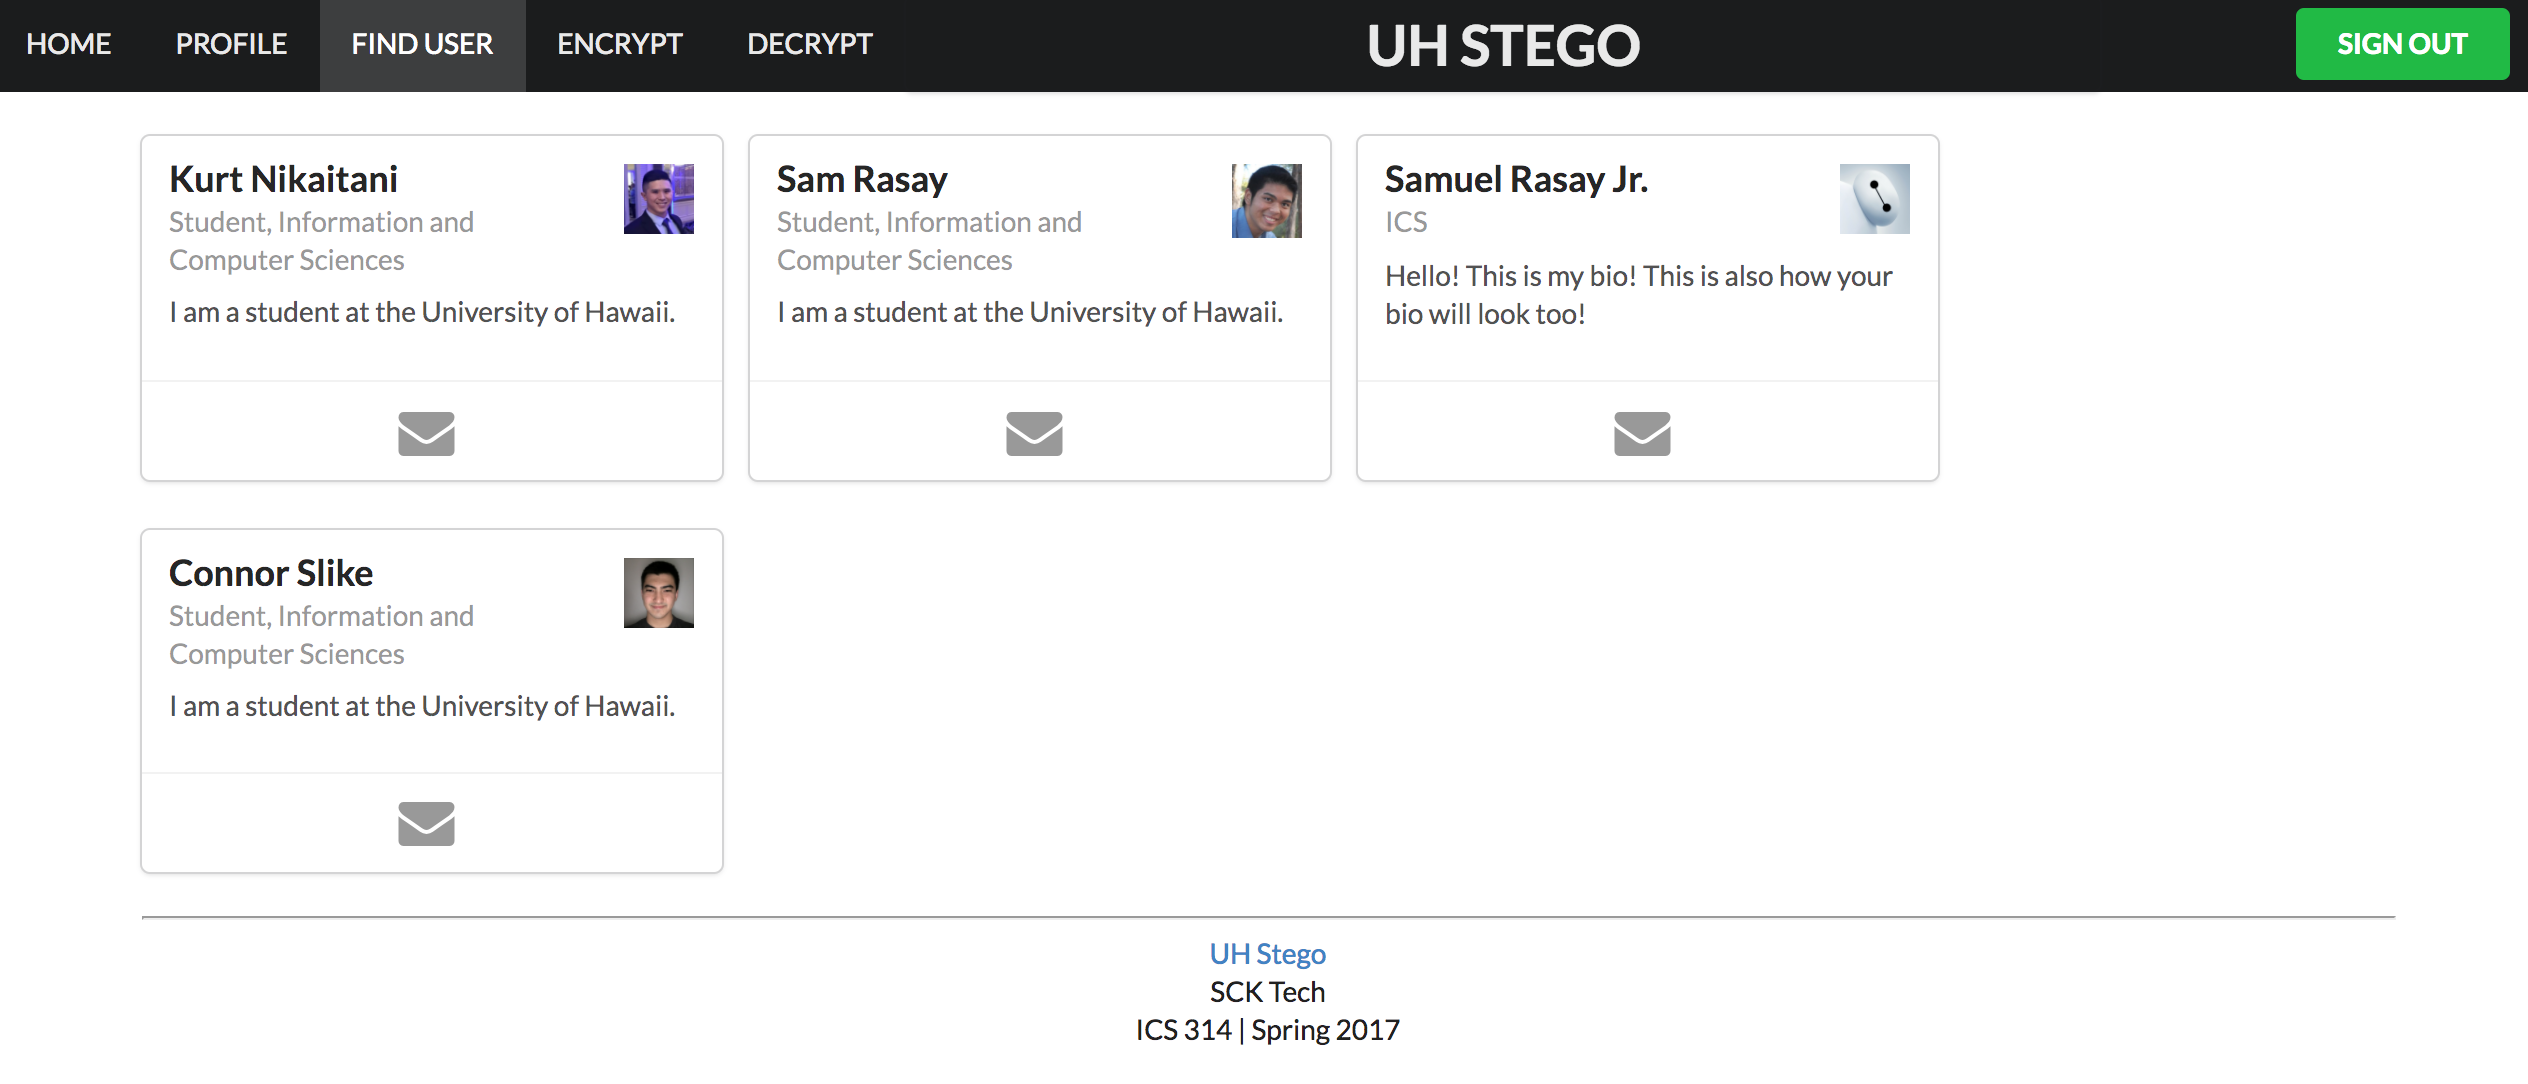 HOME PROFILE FIND USER ENCRYPT DECRYPT UH STEGO SIGN OUT
Kurt Nikaitani
Student, Information and
Computer Sciences
I am a student at the University of Hawaii.
Sam Rasay
Student, Information and
Computer Sciences
I am a student at the University of Hawaii.
Samuel Rasay Jr.
ICS
Hello! This is my bio! This is also how your
bio will look too!
Connor Slike
Student, Information and
Computer Sciences
I am a student at the University of Hawaii.
UH Stego
SCK Tech
ICS 314 | Spring 2017